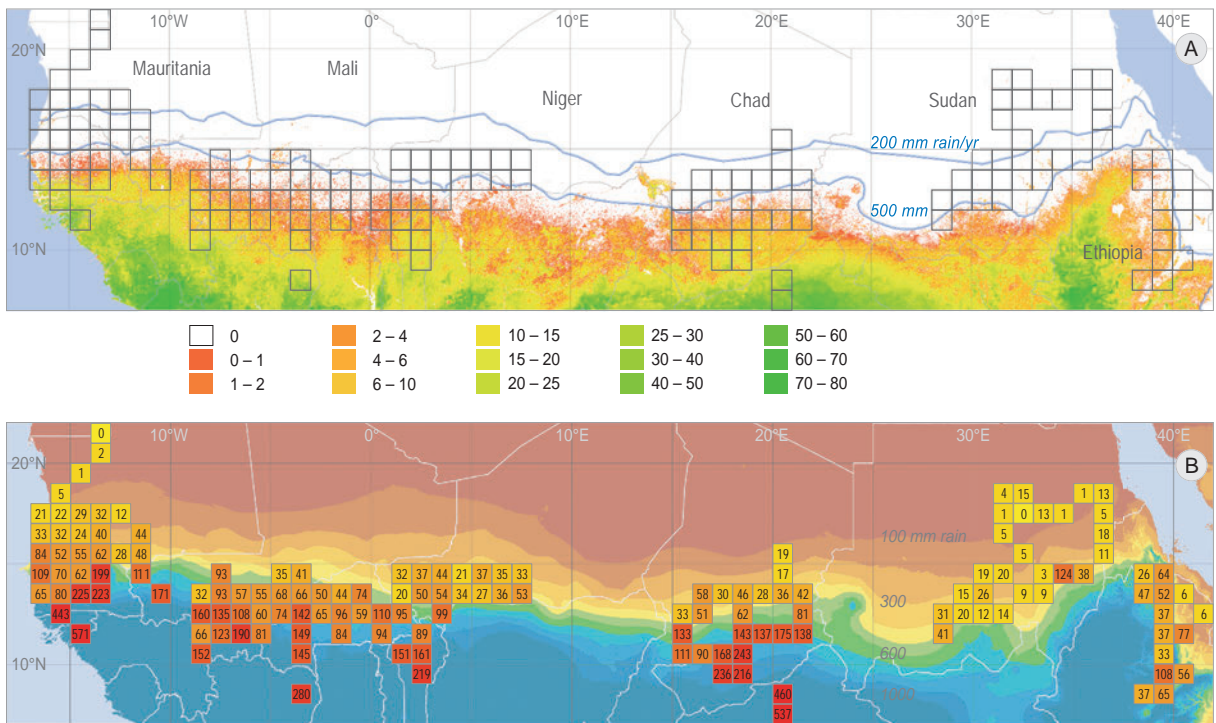 10°W 0° 10°E 20°E 30°E 40°E
A
20°N
Mauritania Mali Niger Chad Sudan
200 mm rain/yr
500 mm
10°N
Ethiopia
0 2 – 4 10 – 15 25 – 30 50 – 60
0 – 1 4 – 6 15 – 20 30 – 40 60 – 70
1 – 2 6 – 10 20 – 25 40 – 50 70 – 80
0 10°W 0° 10°E 20°E 30°E 40°E
2
20°N B
1
5 4 15 1 13
21 22 29 32 12 1 0 13 1 5
33 32 24 40 44 100 mm rain 5 18
84 52 55 62 28 48 19 5 11
109 70 62 199 111 93 35 41 32 37 44 21 37 35 33 17 19 20 3 124 38 26 64
65 80 225 223 171 32 93 57 55 68 66 50 44 74 20 50 54 34 27 36 53 58 30 46 28 36 42 300 15 26 9 9 47 52 6
443 160 135 108 60 74 142 65 96 59 110 95 99 33 51 62 81 31 20 12 14 37 6
571 66 123 190 81 149 84 94 89 133 143 137 175 138 41 37 77
10°N 152 145 151 161 111 90 168 243 600 33
219 236 216 108 56
280 460 1000 37 65
537